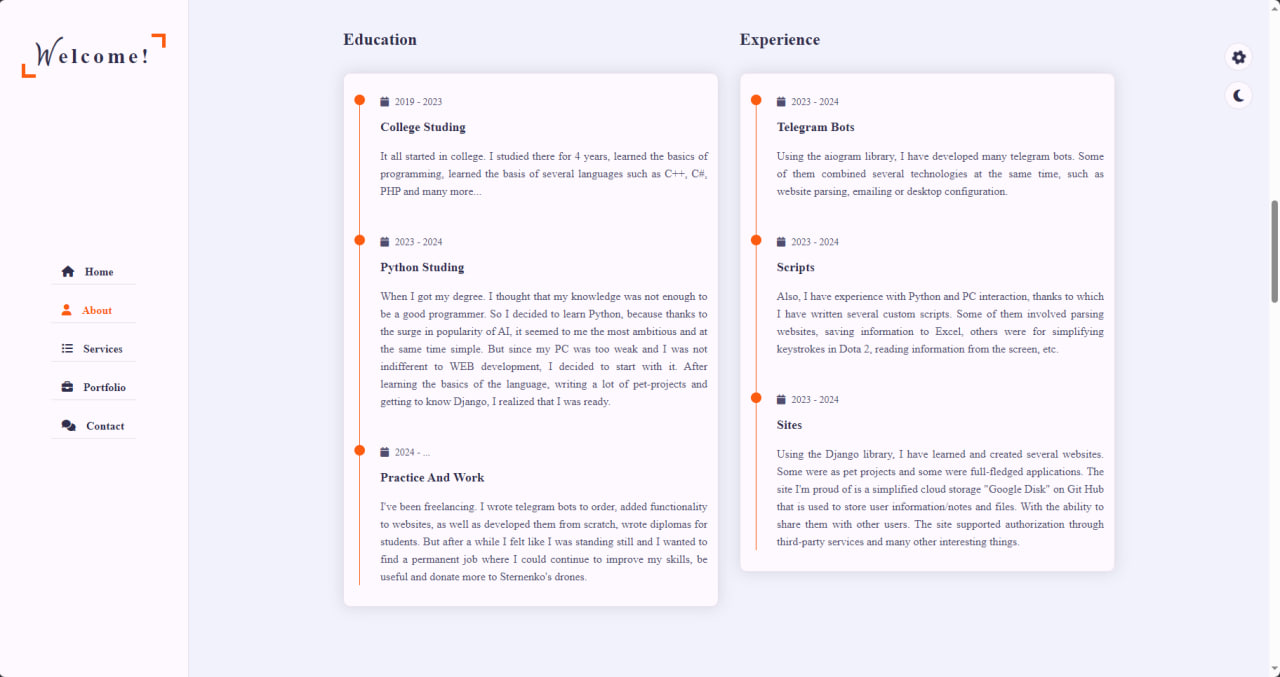 Welcome!
Home
About
Services
Portfolio
Contact
Education
2019 - 2023
College Studing
It all started in college. I studied there for 4 years, learned the basics of
programming, learned the basis of several languages such as C++, C#,
PHP and many more...
2023 - 2024
Python Studing
When I got my degree. I thought that my knowledge was not enough to
be a good programmer. So I decided to learn Python, because thanks to
the surge in popularity of AI, it seemed to me the most ambitious and at
the same time simple. But since my PC was too weak and I was not
indifferent to WEB development, I decided to start with it. After
learning the basics of the language, writing a lot of pet-projects and
getting to know Django, I realized that I was ready.
2024 - ...
Practice And Work
I've been freelancing. I wrote telegram bots to order, added functionality
to websites, as well as developed them from scratch, wrote diplomas for
students. But after a while I felt like I was standing still and I wanted to
find a permanent job where I could continue to improve my skills, be
useful and donate more to Sternenko's drones.
Experience
2023 - 2024
Telegram Bots
Using the aiogram library, I have developed many telegram bots. Some
of them combined several technologies at the same time, such as
website parsing, emailing or desktop configuration.
2023 - 2024
Scripts
Also, I have experience with Python and PC interaction, thanks to which
I have written several custom scripts. Some of them involved parsing
websites, saving information to Excel, others were for simplifying
keystrokes in Dota 2, reading information from the screen, etc.
2023 - 2024
Sites
Using the Django library, I have learned and created several websites.
Some were as pet projects and some were full-fledged applications. The
site I'm proud of is a simplified cloud storage "Google Disk" on Git Hub
that is used to store user information/notes and files. With the ability to
share them with other users. The site supported authorization through
third-party services and many other interesting things.